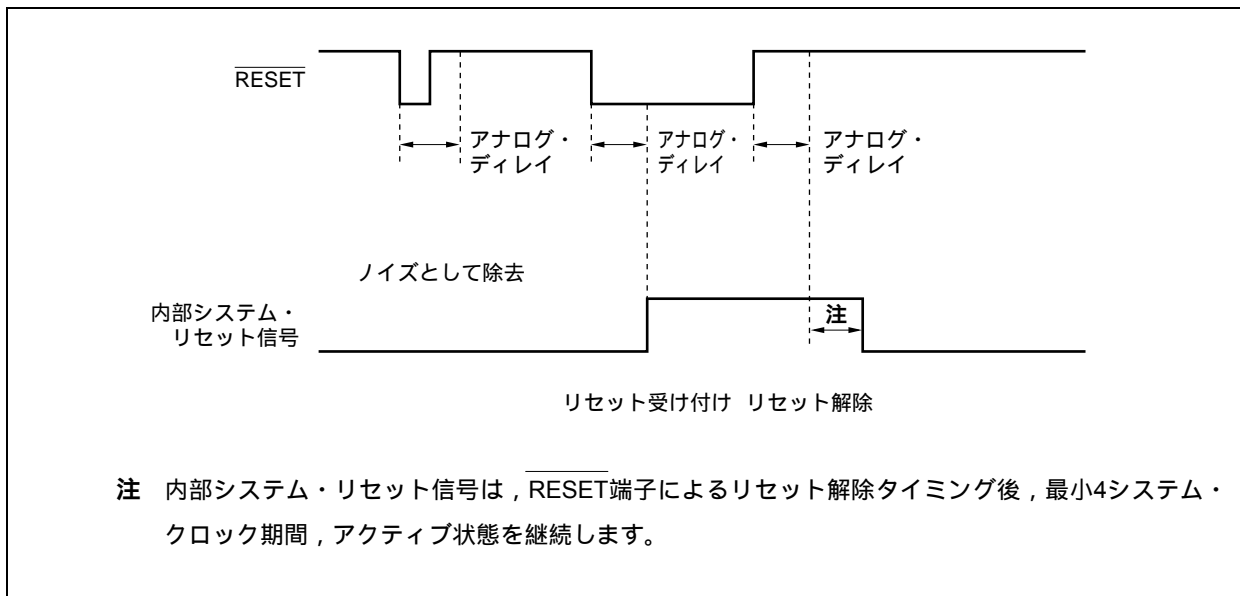 RESET
アナログ・
ディレイ
アナログ・
ディレイ
アナログ・
ディレイ
ノイズとして除去
内部システム・
リセット信号
注
リセット受け付け リセット解除
注 内部システム・リセット信号は,RESET端子によるリセット解除タイミング後,最小4システム・
クロック期間,アクティブ状態を継続します。